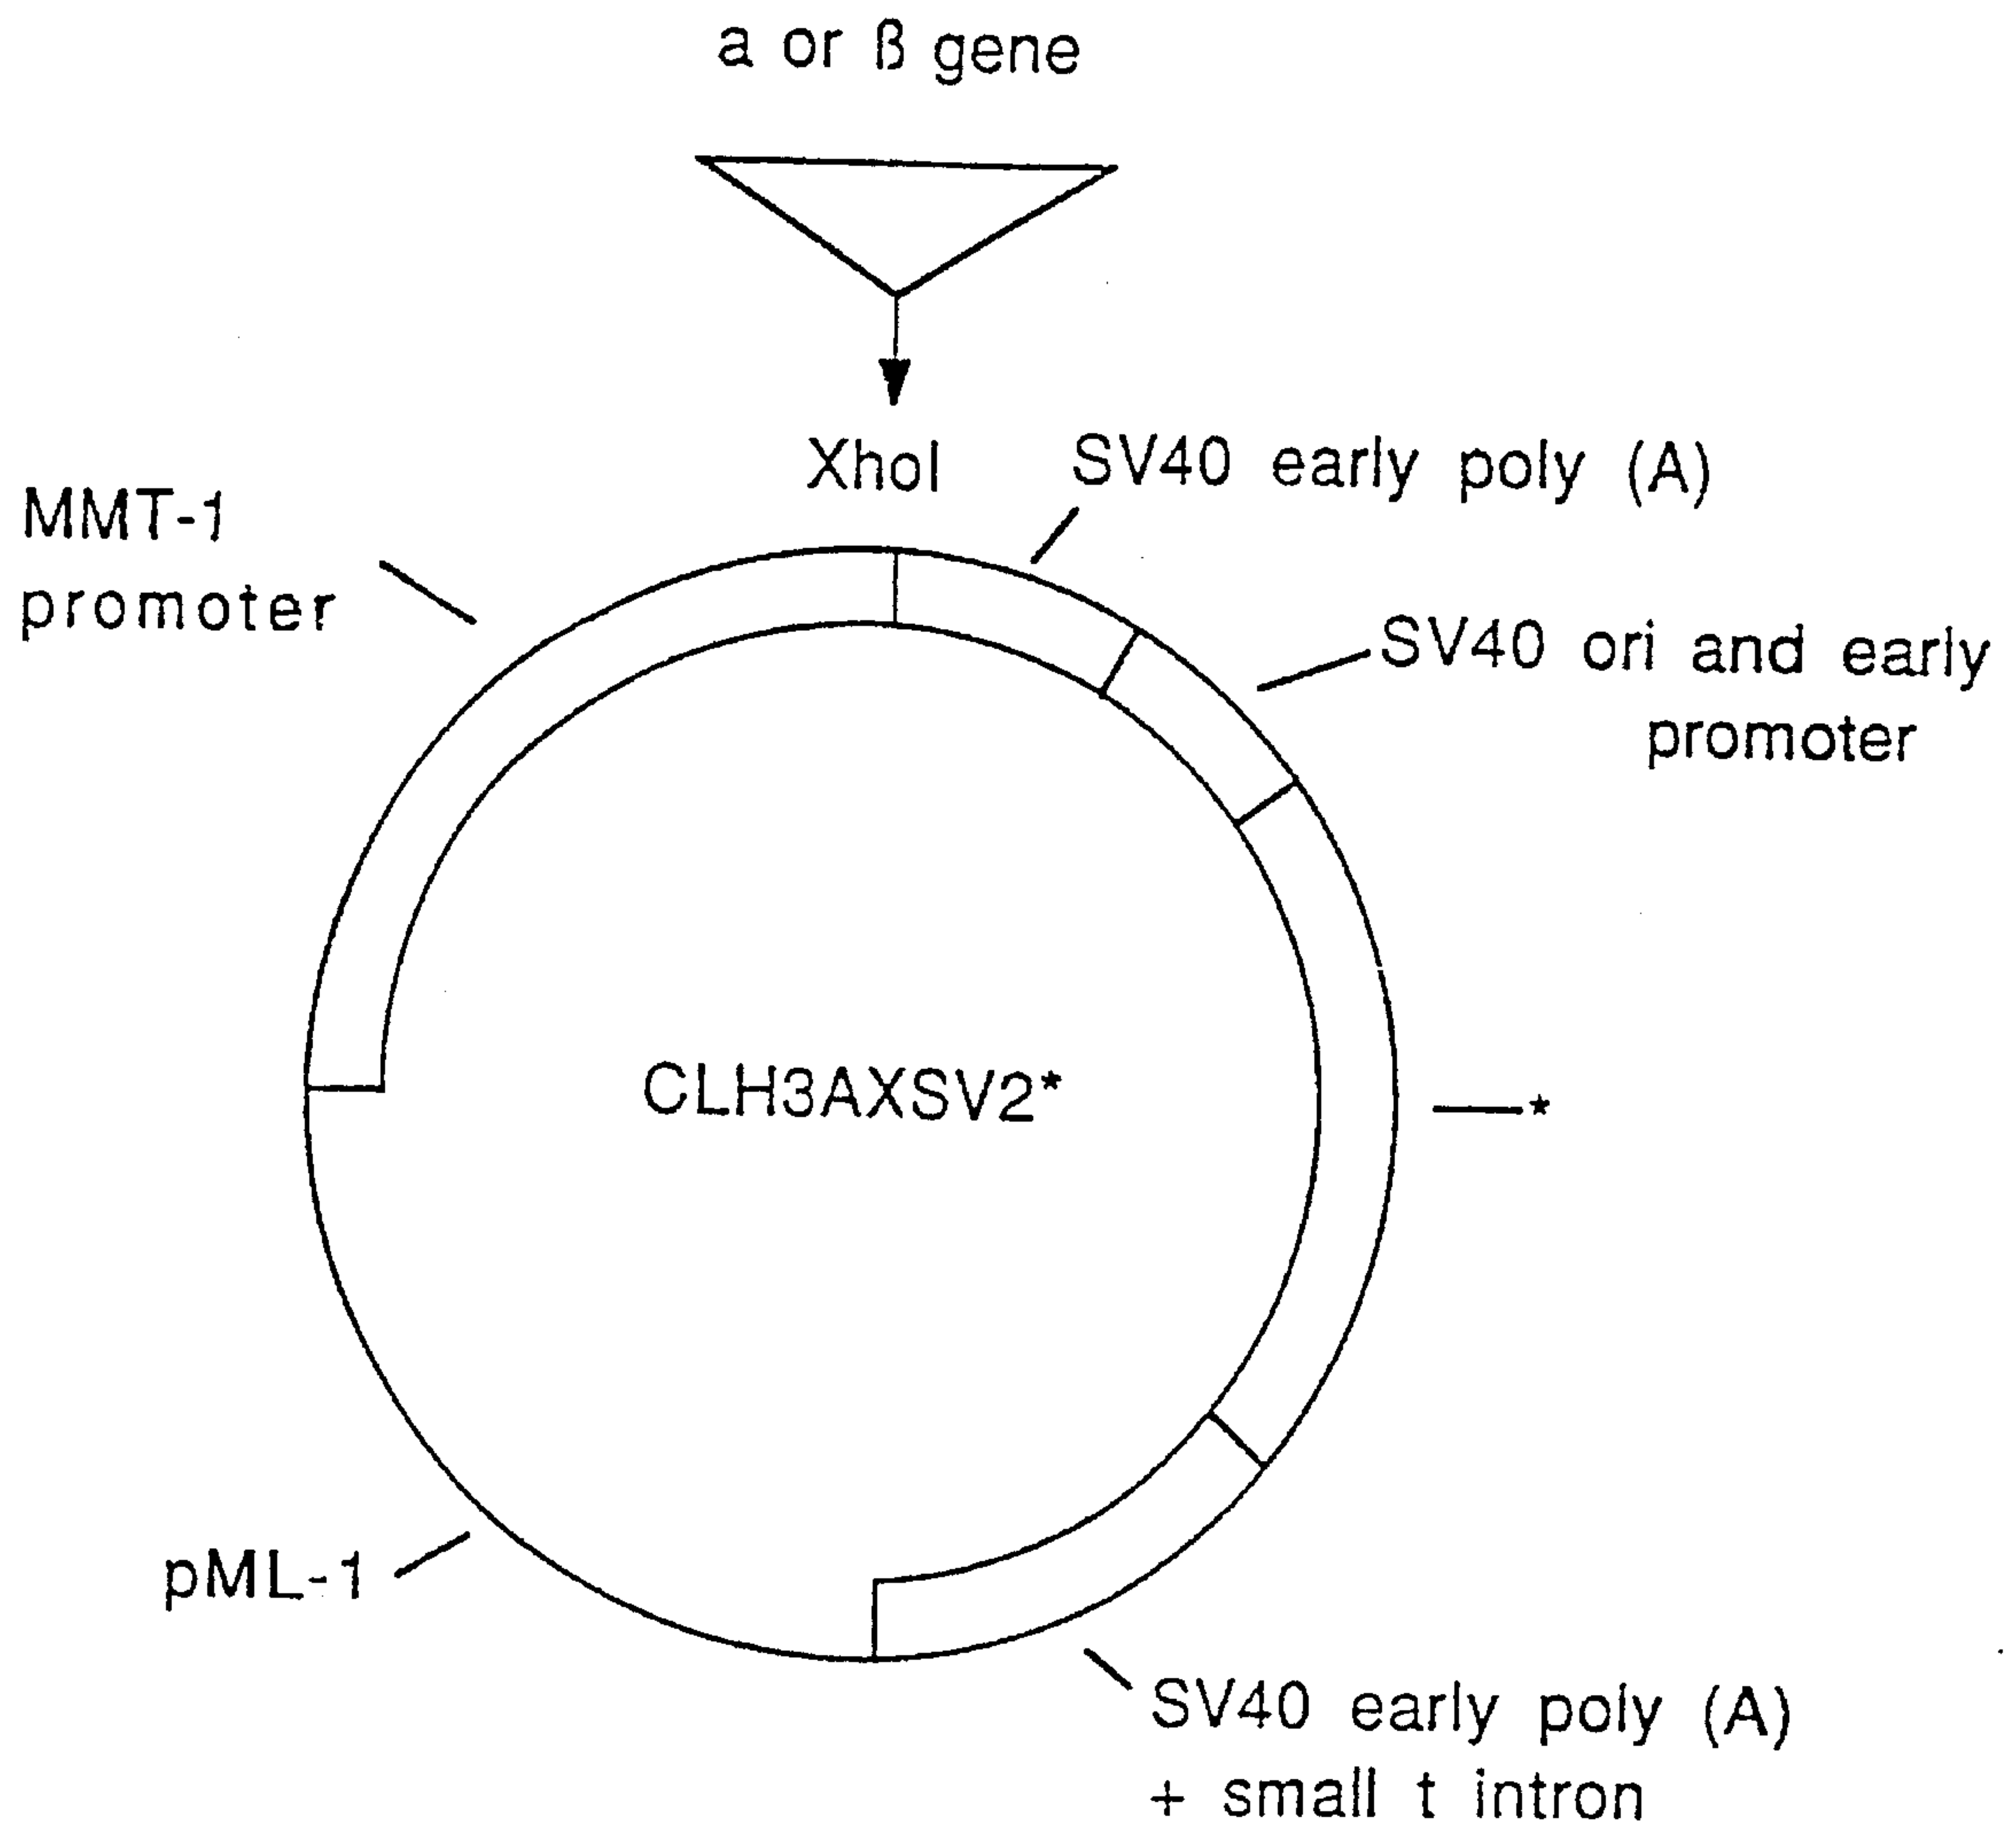 a or ß gene
XhoI
SV40 early poly (A)
MMT-1
promoter
SV40 ori and early
promoter
CLH3AXSV2*
*
pML-1
SV40 early poly (A)
+ small t intron